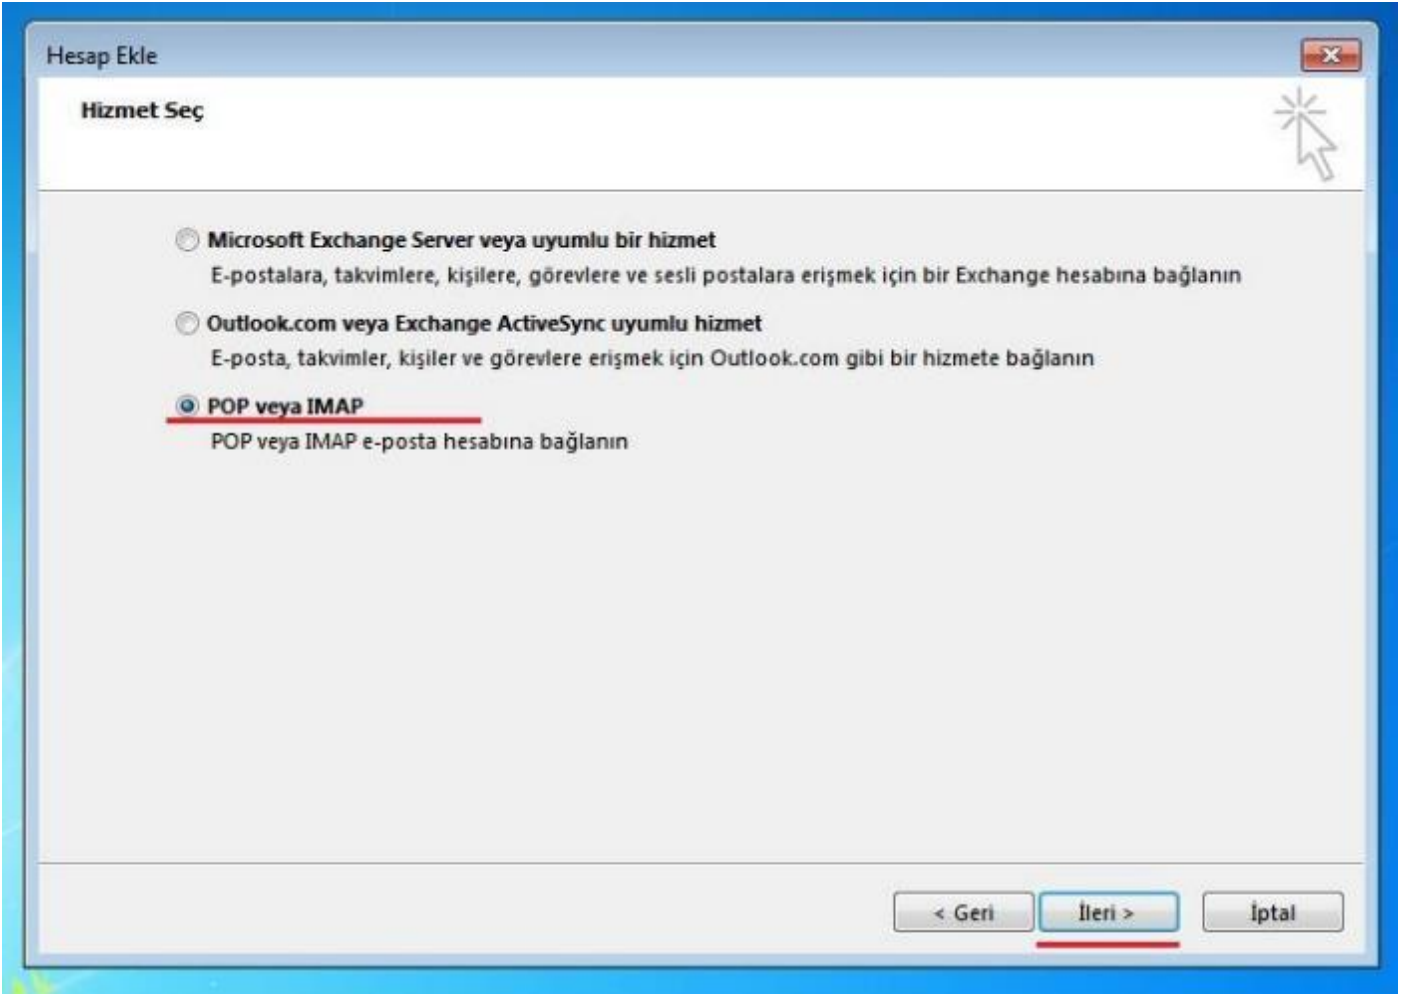 Hesap Ekle
Hizmet Seç
Microsoft Exchange Server veya uyumlu bir hizmet
E-postalara, takvimlere, kişilere, görevlere ve sesli postalara erişmek için bir Exchange hesabına bağlanın
Outlook.com veya Exchange ActiveSync uyumlu hizmet
E-posta, takvimler, kişiler ve görevlere erişmek için Outlook.com gibi bir hizmete bağlanın
POP veya IMAP
POP veya IMAP e-posta hesabına bağlanın
< Geri İleri > İptal